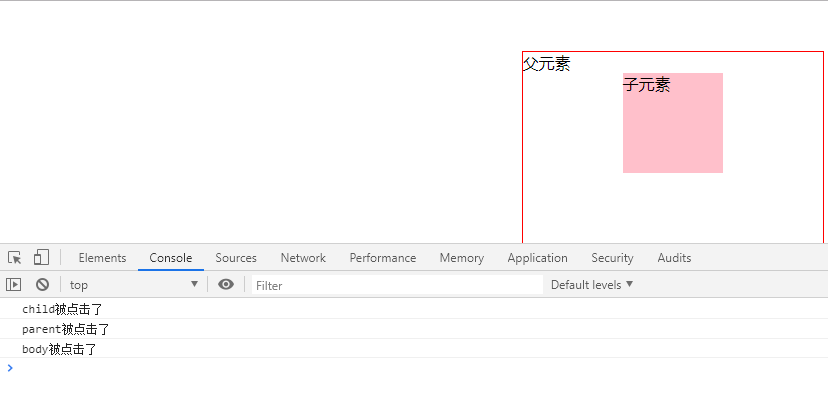 父元素
子元素
Elements Console Sources Network Performance Memory Application Security Audits
top Filter Default levels
child被点击了
parent被点击了
body被点击了